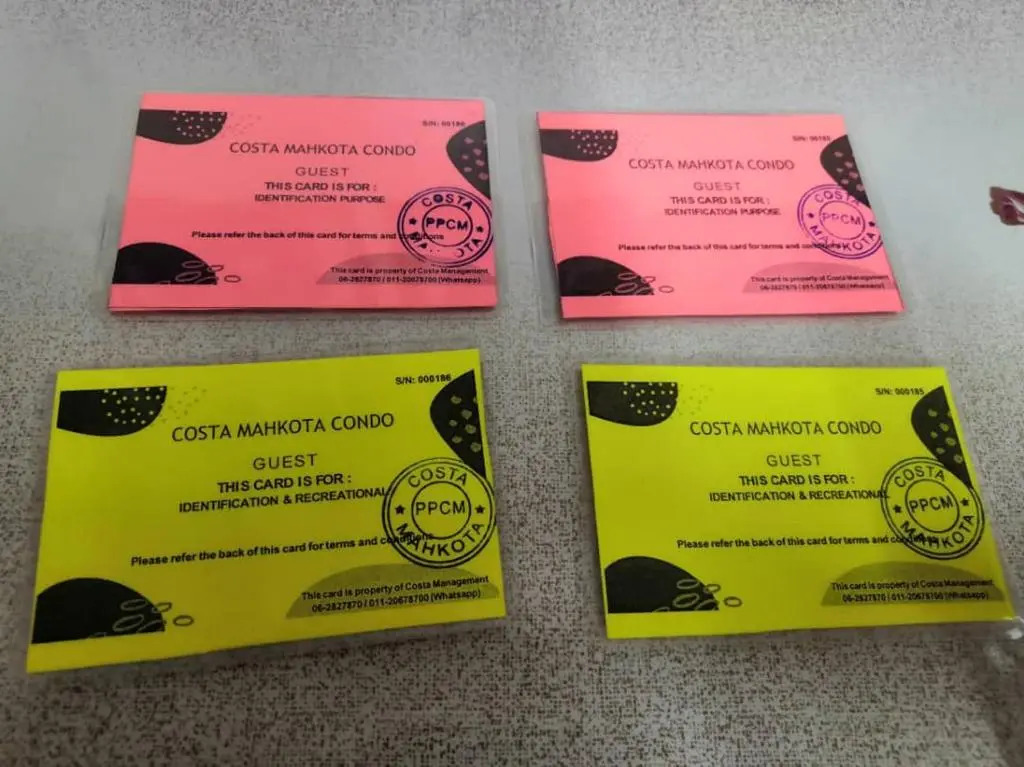 S/N: 00186
COSTA MAHKOTA CONDO
GUEST
THIS CARD IS FOR :
IDENTIFICATION PURPOSE
COSTA
PPCM
Please refer the back of this card for terms and conditions
This card is property of Costa Management
06-2827870 / 011-20678700 (Whatsapp)
S/N: 00185
COSTA MAHKOTA CONDO
GUEST
THIS CARD IS FOR :
IDENTIFICATION PURPOSE
COSTA
PPCM
MAHKOTA
Please refer the back of this card for terms and conditions
This card is property of Costa Management
06-2827870 / 011-20678700 (Whatsapp)
S/N: 000186
COSTA MAHKOTA CONDO
GUEST
THIS CARD IS FOR :
IDENTIFICATION & RECREATIONAL
COSTA
PPCM
MAHKOTA
Please refer the back of this card for terms and conditions
This card is property of Costa Management
06-2827870 / 011-20678700 (Whatsapp)
S/N: 000185
COSTA MAHKOTA CONDO
GUEST
THIS CARD IS FOR :
IDENTIFICATION & RECREATIONAL
COSTA
PPCM
MAHKOTA
Please refer the back of this card for terms and conditions
This card is property of Costa Management
06-2827870 / 011-20678700 (Whatsapp)